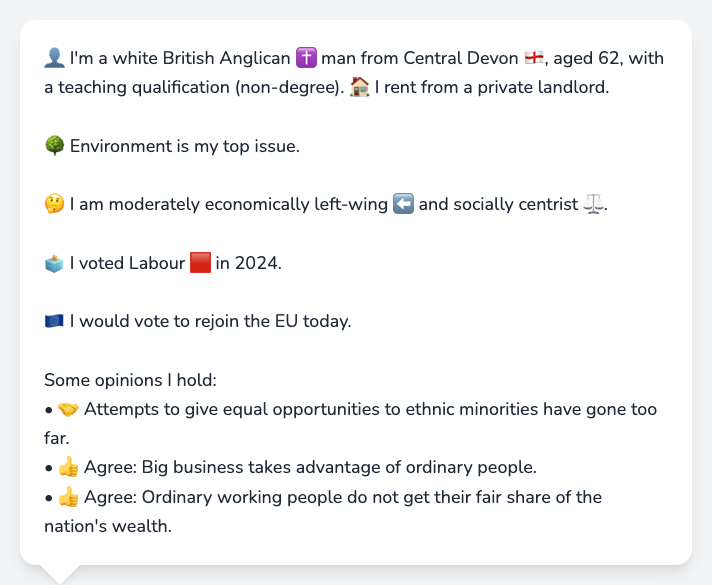 👤 I'm a white British Anglican ✝️ man from Central Devon 🏴󠁧󠁢󠁥󠁮󠁧󠁿, aged 62, with
a teaching qualification (non-degree). 🏠 I rent from a private landlord.
🌳 Environment is my top issue.
🤔 I am moderately economically left-wing ⬅️ and socially centrist ⚖️.
🗳️ I voted Labour 🟥 in 2024.
🇪🇺 I would vote to rejoin the EU today.
Some opinions I hold:
• 🤝 Attempts to give equal opportunities to ethnic minorities have gone too
far.
• 👍 Agree: Big business takes advantage of ordinary people.
• 👍 Agree: Ordinary working people do not get their fair share of the
nation's wealth.